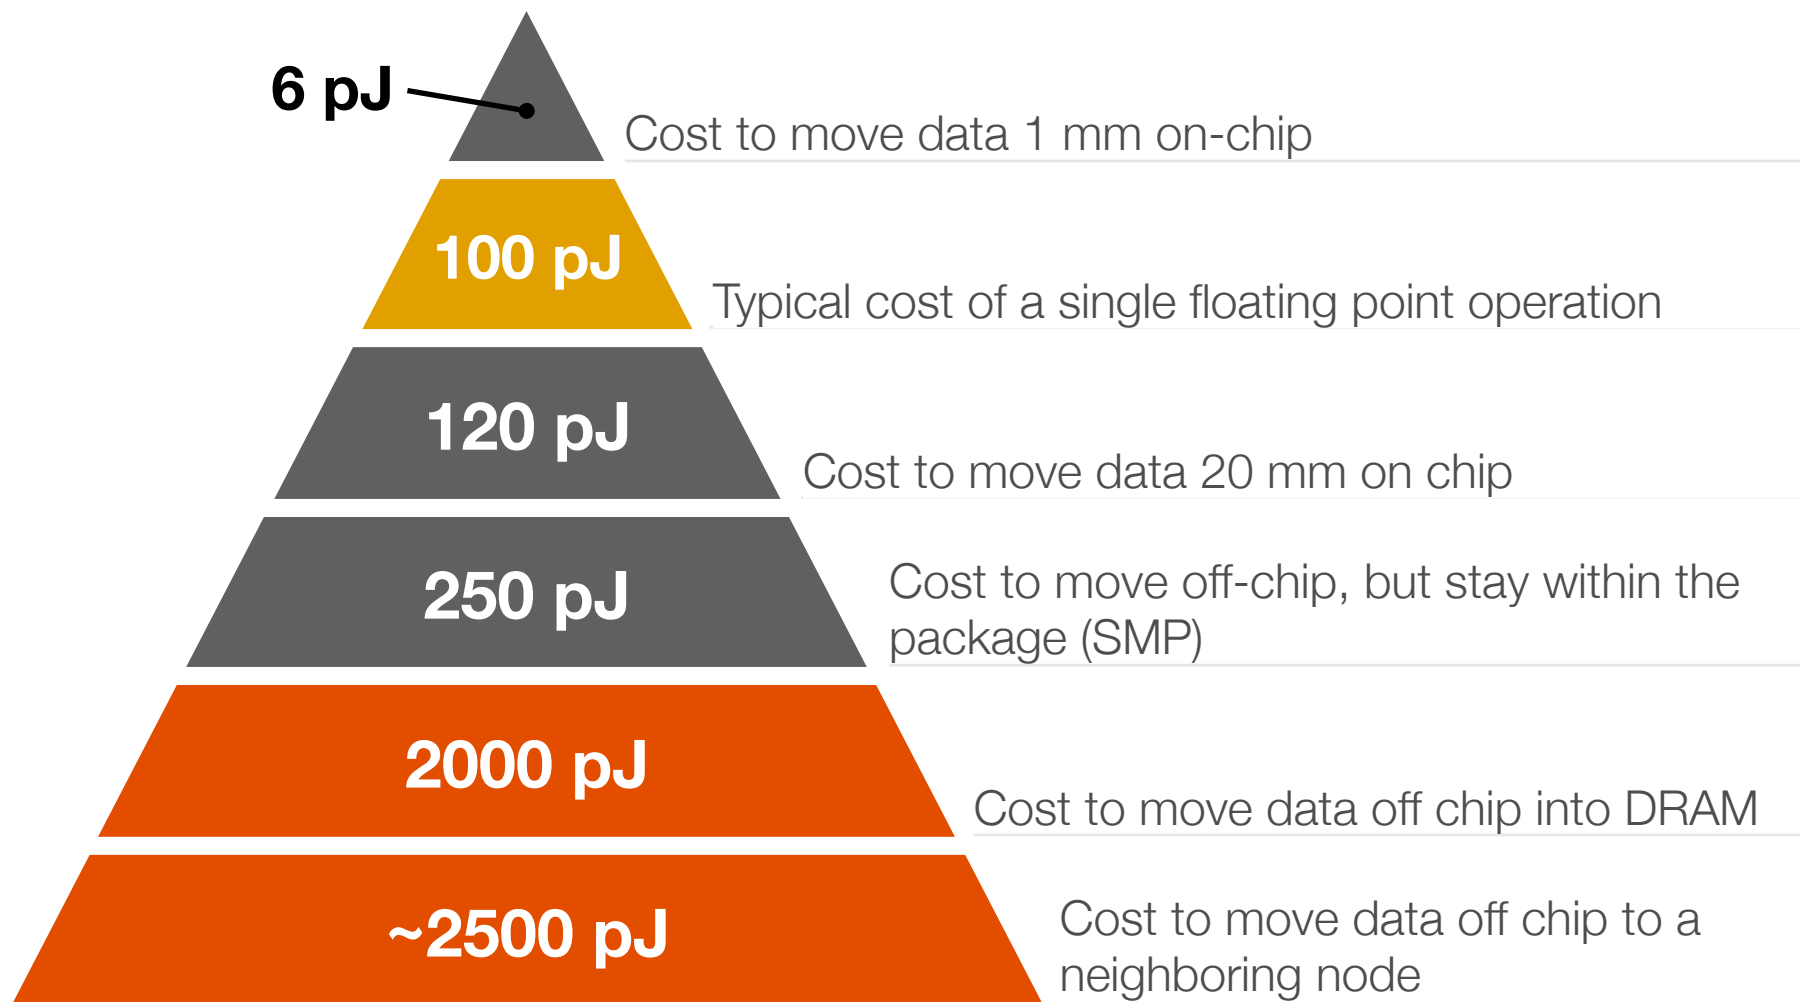 6 pJ
Cost to move data 1 mm on-chip
100 pJ
Typical cost of a single floating point operation
120 pJ
Cost to move data 20 mm on chip
250 pJ
Cost to move off-chip, but stay within the
package (SMP)
2000 pJ
Cost to move data off chip into DRAM
~2500 pJ
Cost to move data off chip to a
neighboring node